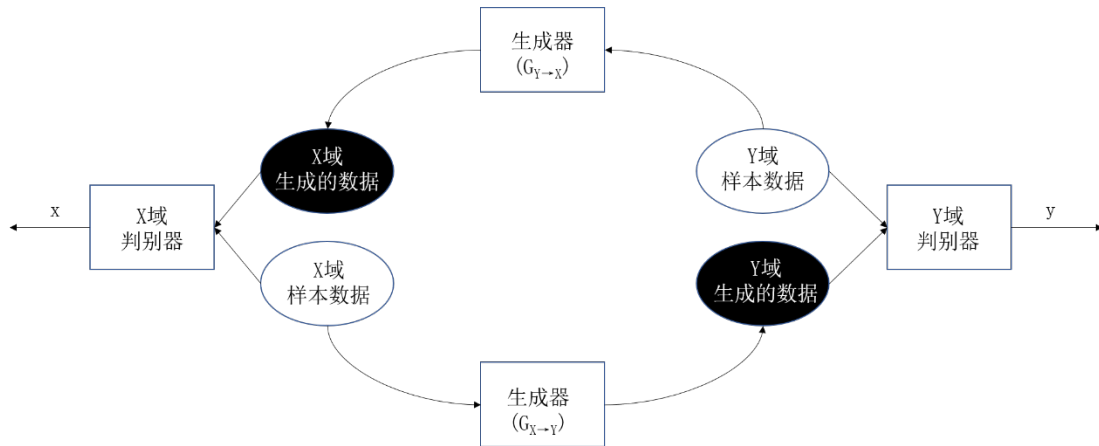 生成器
(G_{Y→X})
X域
生成的数据
Y域
样本数据
x
X域
判别器
Y域
判别器
y
X域
样本数据
Y域
生成的数据
生成器
(G_{X→Y})